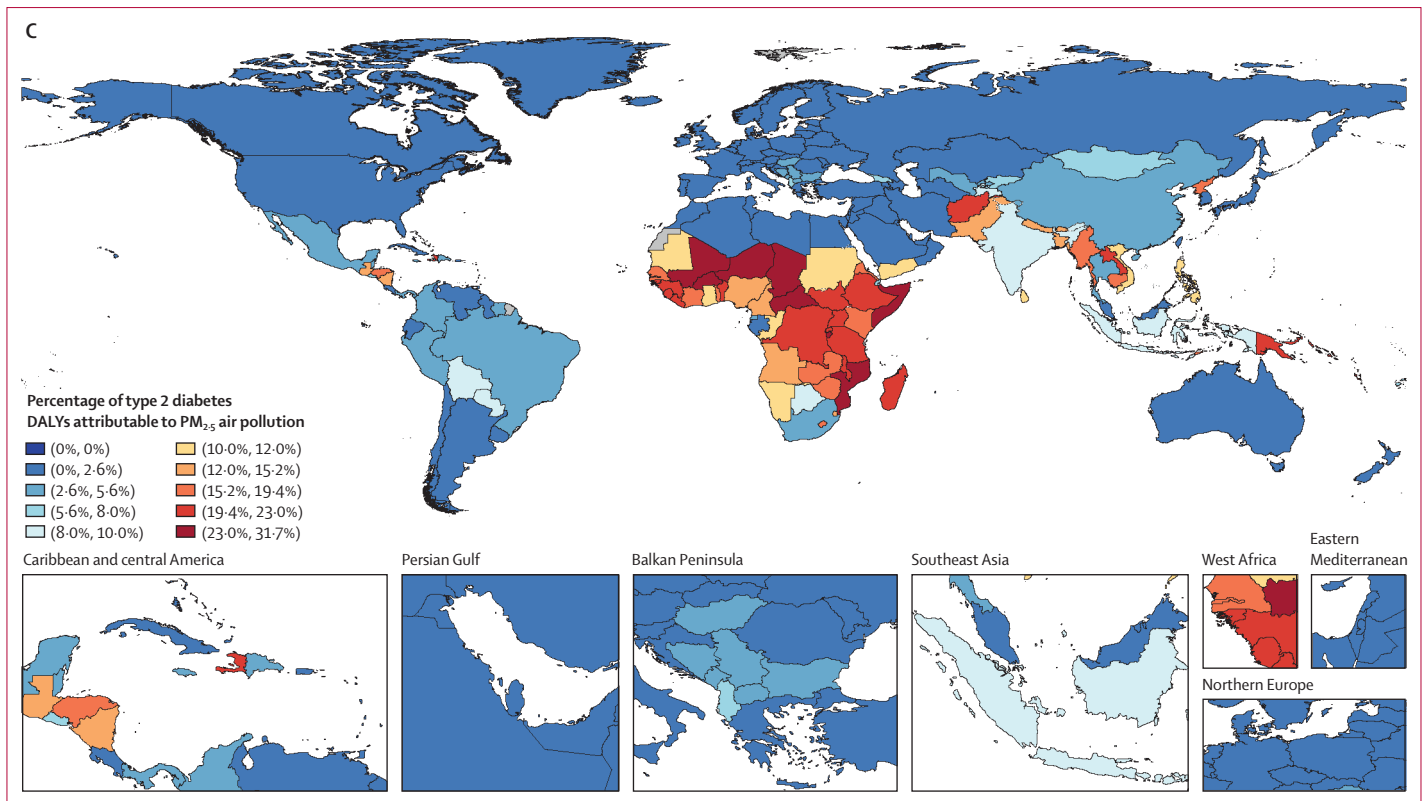 C
Percentage of type 2 diabetes
DALYs attributable to PM2·5 air pollution
(0%, 0%)
(0%, 2·6%)
(2·6%, 5·6%)
(5·6%, 8·0%)
(8·0%, 10·0%)
(10·0%, 12·0%)
(12·0%, 15·2%)
(15·2%, 19·4%)
(19·4%, 23·0%)
(23·0%, 31·7%)
Caribbean and central America
Persian Gulf
Balkan Peninsula
Southeast Asia
West Africa
Eastern
Mediterranean
Northern Europe